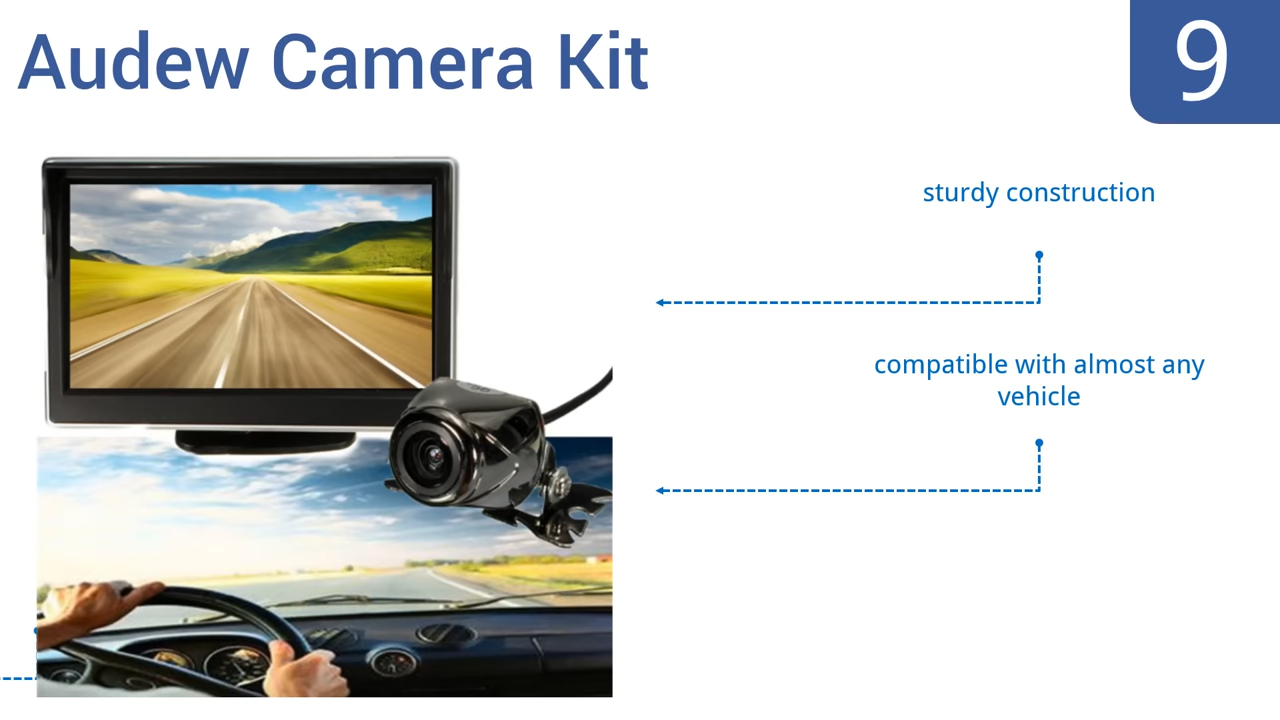 Audew Camera Kit
9
sturdy construction
compatible with almost any
vehicle